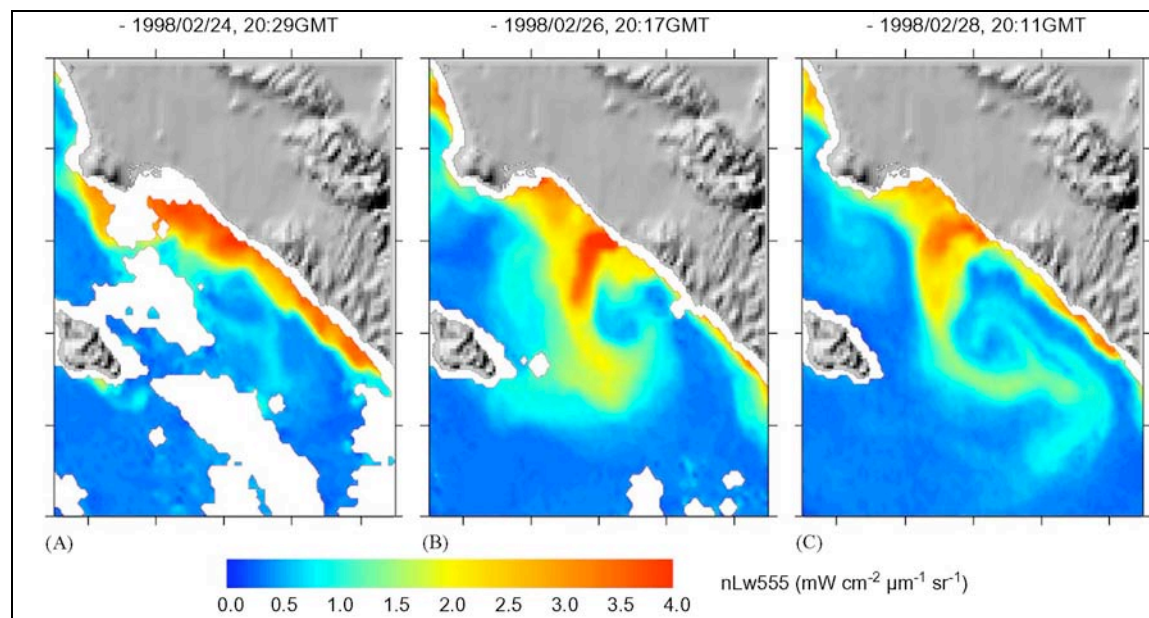 - 1998/02/24, 20:29GMT
- 1998/02/26, 20:17GMT
- 1998/02/28, 20:11GMT
(A)
(B)
(C)
0.0 0.5 1.0 1.5 2.0 2.5 3.0 3.5 4.0
nLw555 (mW cm⁻² µm⁻¹ sr⁻¹)